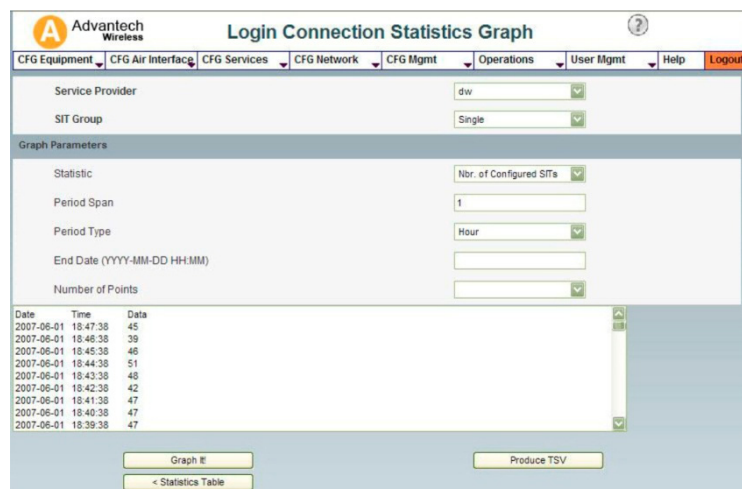 Advantech
Wireless
Login Connection Statistics Graph
?
CFG Equipment CFG Air Interface CFG Services CFG Network CFG Mgmt Operations User Mgmt Help Logout
Service Provider dw
SIT Group Single
Graph Parameters
Statistic Nbr. of Configured SITs
Period Span 1
Period Type Hour
End Date (YYYY-MM-DD HH:MM)
Number of Points
Date Time Data
2007-06-01 18:47:38 45
2007-06-01 18:46:38 39
2007-06-01 18:45:38 46
2007-06-01 18:44:38 51
2007-06-01 18:43:38 48
2007-06-01 18:42:38 42
2007-06-01 18:41:38 47
2007-06-01 18:40:38 47
2007-06-01 18:39:38 47
Graph It! Produce TSV
< Statistics Table